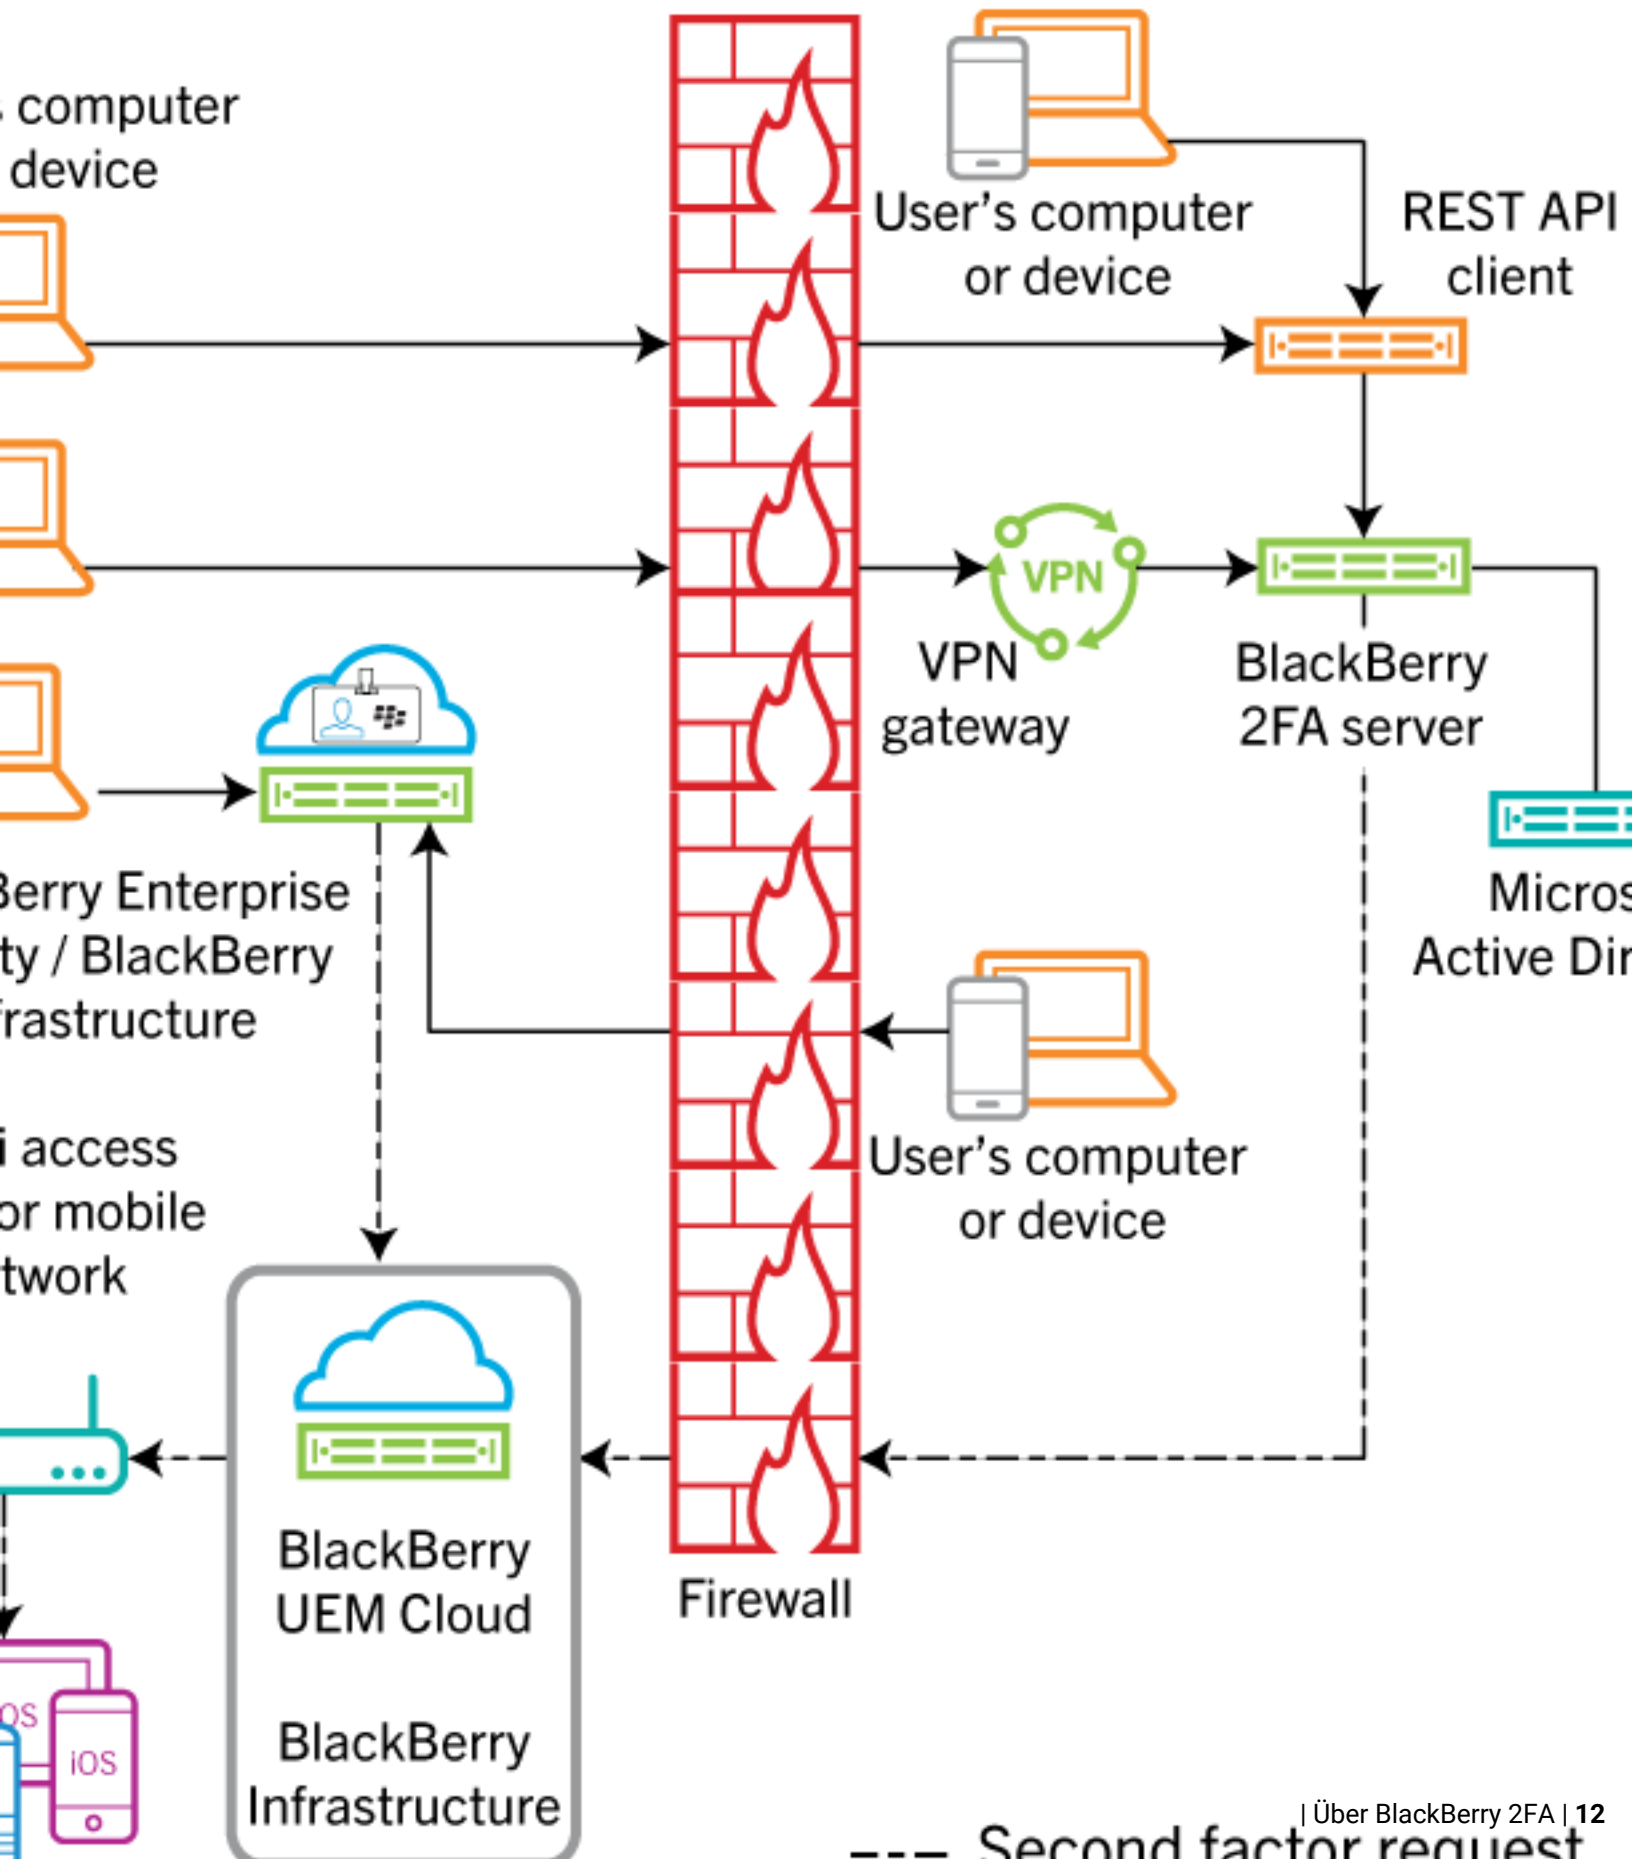 computer
device
User's computer
or device
REST API
client
VPN
VPN
gateway
BlackBerry
2FA server
Berry Enterprise
ty / BlackBerry
frastructure
Micros
Active Dir
i access
or mobile
twork
User's computer
or device
BlackBerry
UEM Cloud
BlackBerry
Infrastructure
Firewall
OS
iOS
| Über BlackBerry 2FA | 12
Second factor request